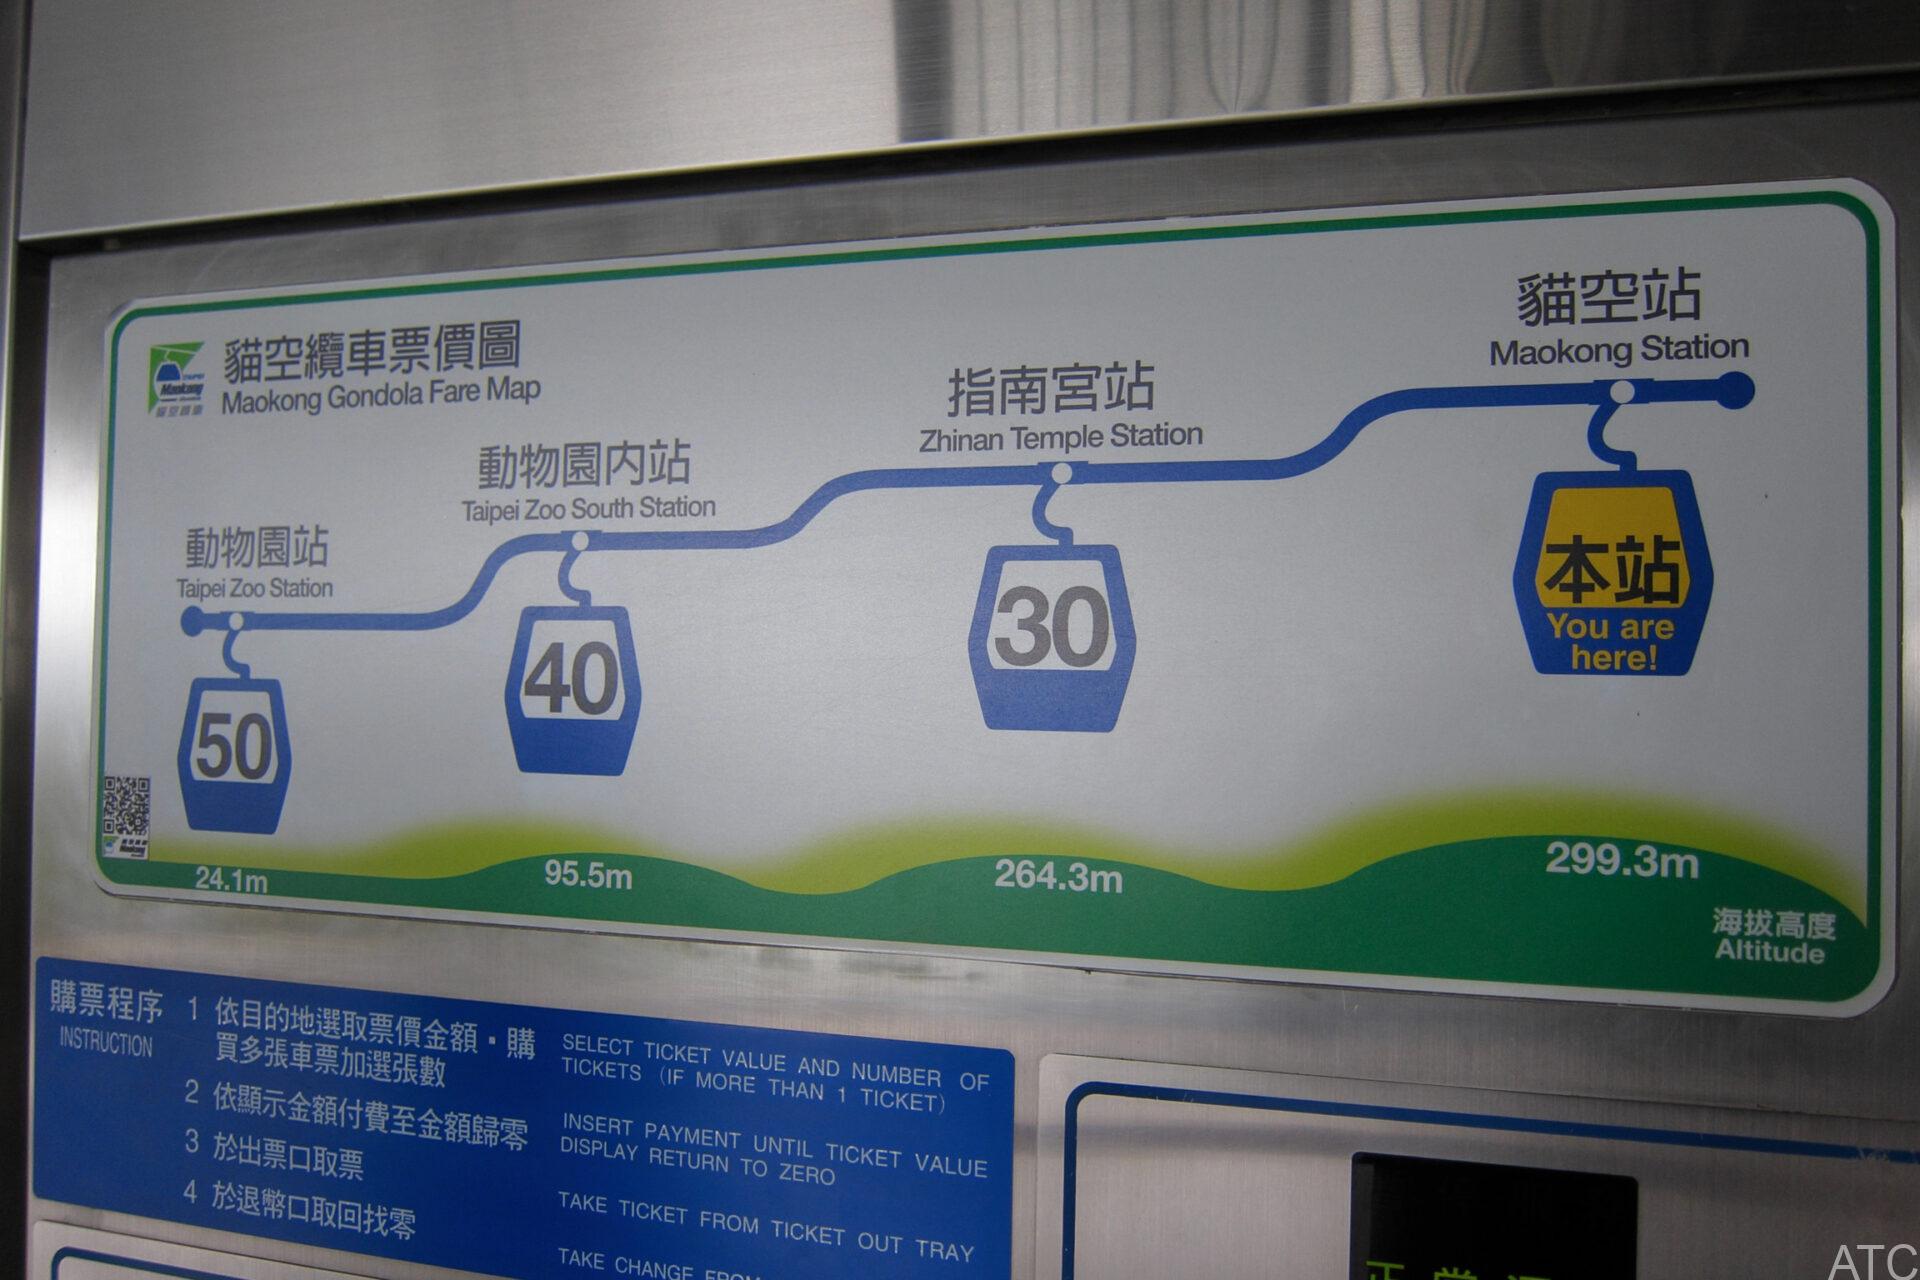 貓空纜車票價圖
Maokong Gondola Fare Map
Maokong
動物園站
Taipei Zoo Station
50
24.1m
動物園內站
Taipei Zoo South Station
40
95.5m
指南宮站
Zhinan Temple Station
30
264.3m
貓空站
Maokong Station
本站
You are
here!
299.3m
海拔高度
Altitude
購票程序
INSTRUCTION
1 依目的地選取票價金額・購
買多張車票加選張數
SELECT TICKET VALUE AND NUMBER OF
TICKETS (IF MORE THAN 1 TICKET)
2 依顯示金額付費至金額歸零
INSERT PAYMENT UNTIL TICKET VALUE
DISPLAY RETURN TO ZERO
3 於出票口取票
TAKE TICKET FROM TICKET OUT TRAY
4 於退幣口取回找零
TAKE CHANGE FROM
正常
ATC